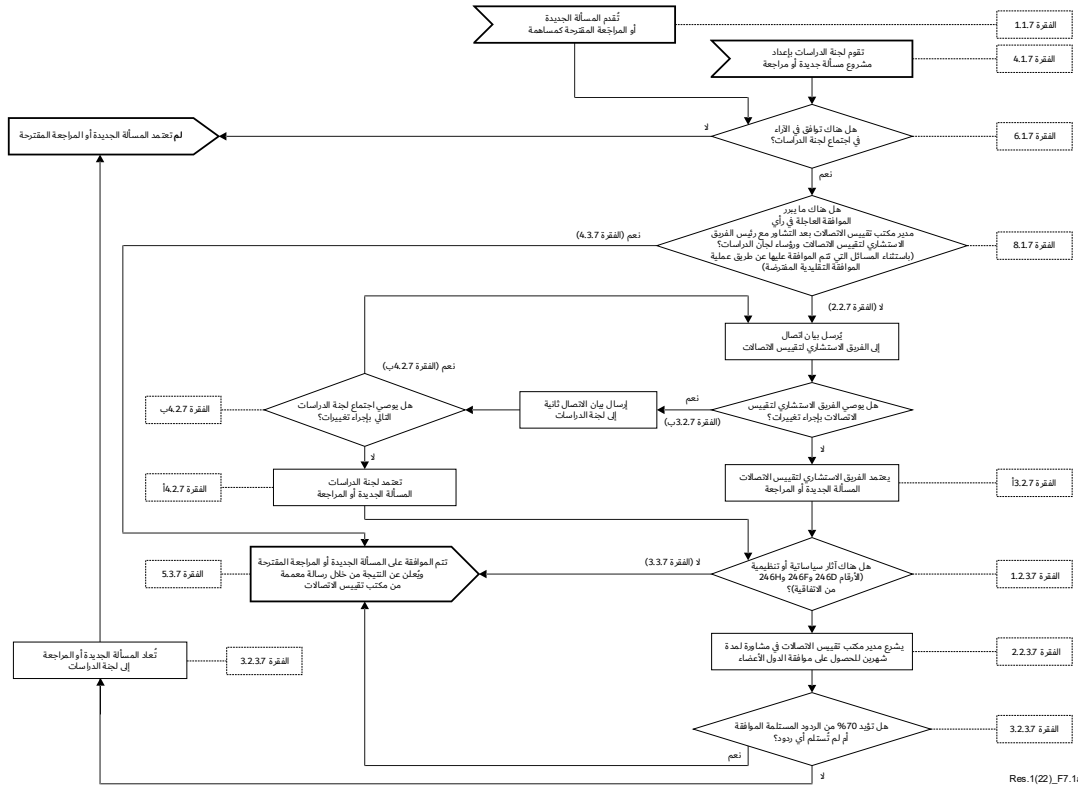 تُقدم المسألة الجديدة
أو المراجَعة المقترحة كمساهمة
الفقرة 1.1.7
تقوم لجنة الدراسات بإعداد
مشروع مسألة جديدة أو مراجعة
الفقرة 4.1.7
هل هناك توافق في الآراء
في اجتماع لجنة الدراسات؟
الفقرة 6.1.7
لا
لم تعتمد المسألة الجديدة أو المراجعة المقترحة
نعم
هل هناك ما يبرر
الموافقة العاجلة في رأي
مدير مكتب تقييس الاتصالات بعد التشاور مع رئيس الفريق
الاستشاري لتقييس الاتصالات ورؤساء لجان الدراسات؟
(باستثناء المسائل التي تتم الموافقة عليها عن طريق عملية
الموافقة التقليدية المفترضة)
الفقرة 8.1.7
نعم (الفقرة 4.3.7)
لا (الفقرة 2.2.7)
يُرسل بيان اتصال
إلى الفريق الاستشاري لتقييس الاتصالات
هل يوصي الفريق الاستشاري لتقييس
الاتصالات بإجراء تغييرات؟
نعم
(الفقرة 3.2.7ب)
إرسال بيان الاتصال ثانية
إلى لجنة الدراسات
نعم (الفقرة 4.2.7ب)
هل يوصي اجتماع لجنة الدراسات
التالي بإجراء تغييرات؟
الفقرة 4.2.7ب
لا
لا
يعتمد الفريق الاستشاري لتقييس الاتصالات
المسألة الجديدة أو المراجعة
الفقرة 3.2.7أ
تعتمد لجنة الدراسات
المسألة الجديدة أو المراجعة
الفقرة 4.2.7أ
هل هناك آثار سياساتية أو تنظيمية
(الأرقام 246D و246F و246H
من الاتفاقية)؟
الفقرة 1.2.3.7
لا (الفقرة 3.3.7)
تتم الموافقة على المسألة الجديدة أو المراجعة المقترحة
ويُعلن عن النتيجة من خلال رسالة معممة
من مكتب تقييس الاتصالات
الفقرة 5.3.7
يشرع مدير مكتب تقييس الاتصالات في مشاورة لمدة
شهرين للحصول على موافقة الدول الأعضاء
الفقرة 2.2.3.7
تُعاد المسألة الجديدة أو المراجعة
إلى لجنة الدراسات
الفقرة 3.2.3.7
هل تؤيد 70% من الردود المستلمة الموافقة
أم لم تُستلم أي ردود؟
الفقرة 3.2.3.7
نعم
لا